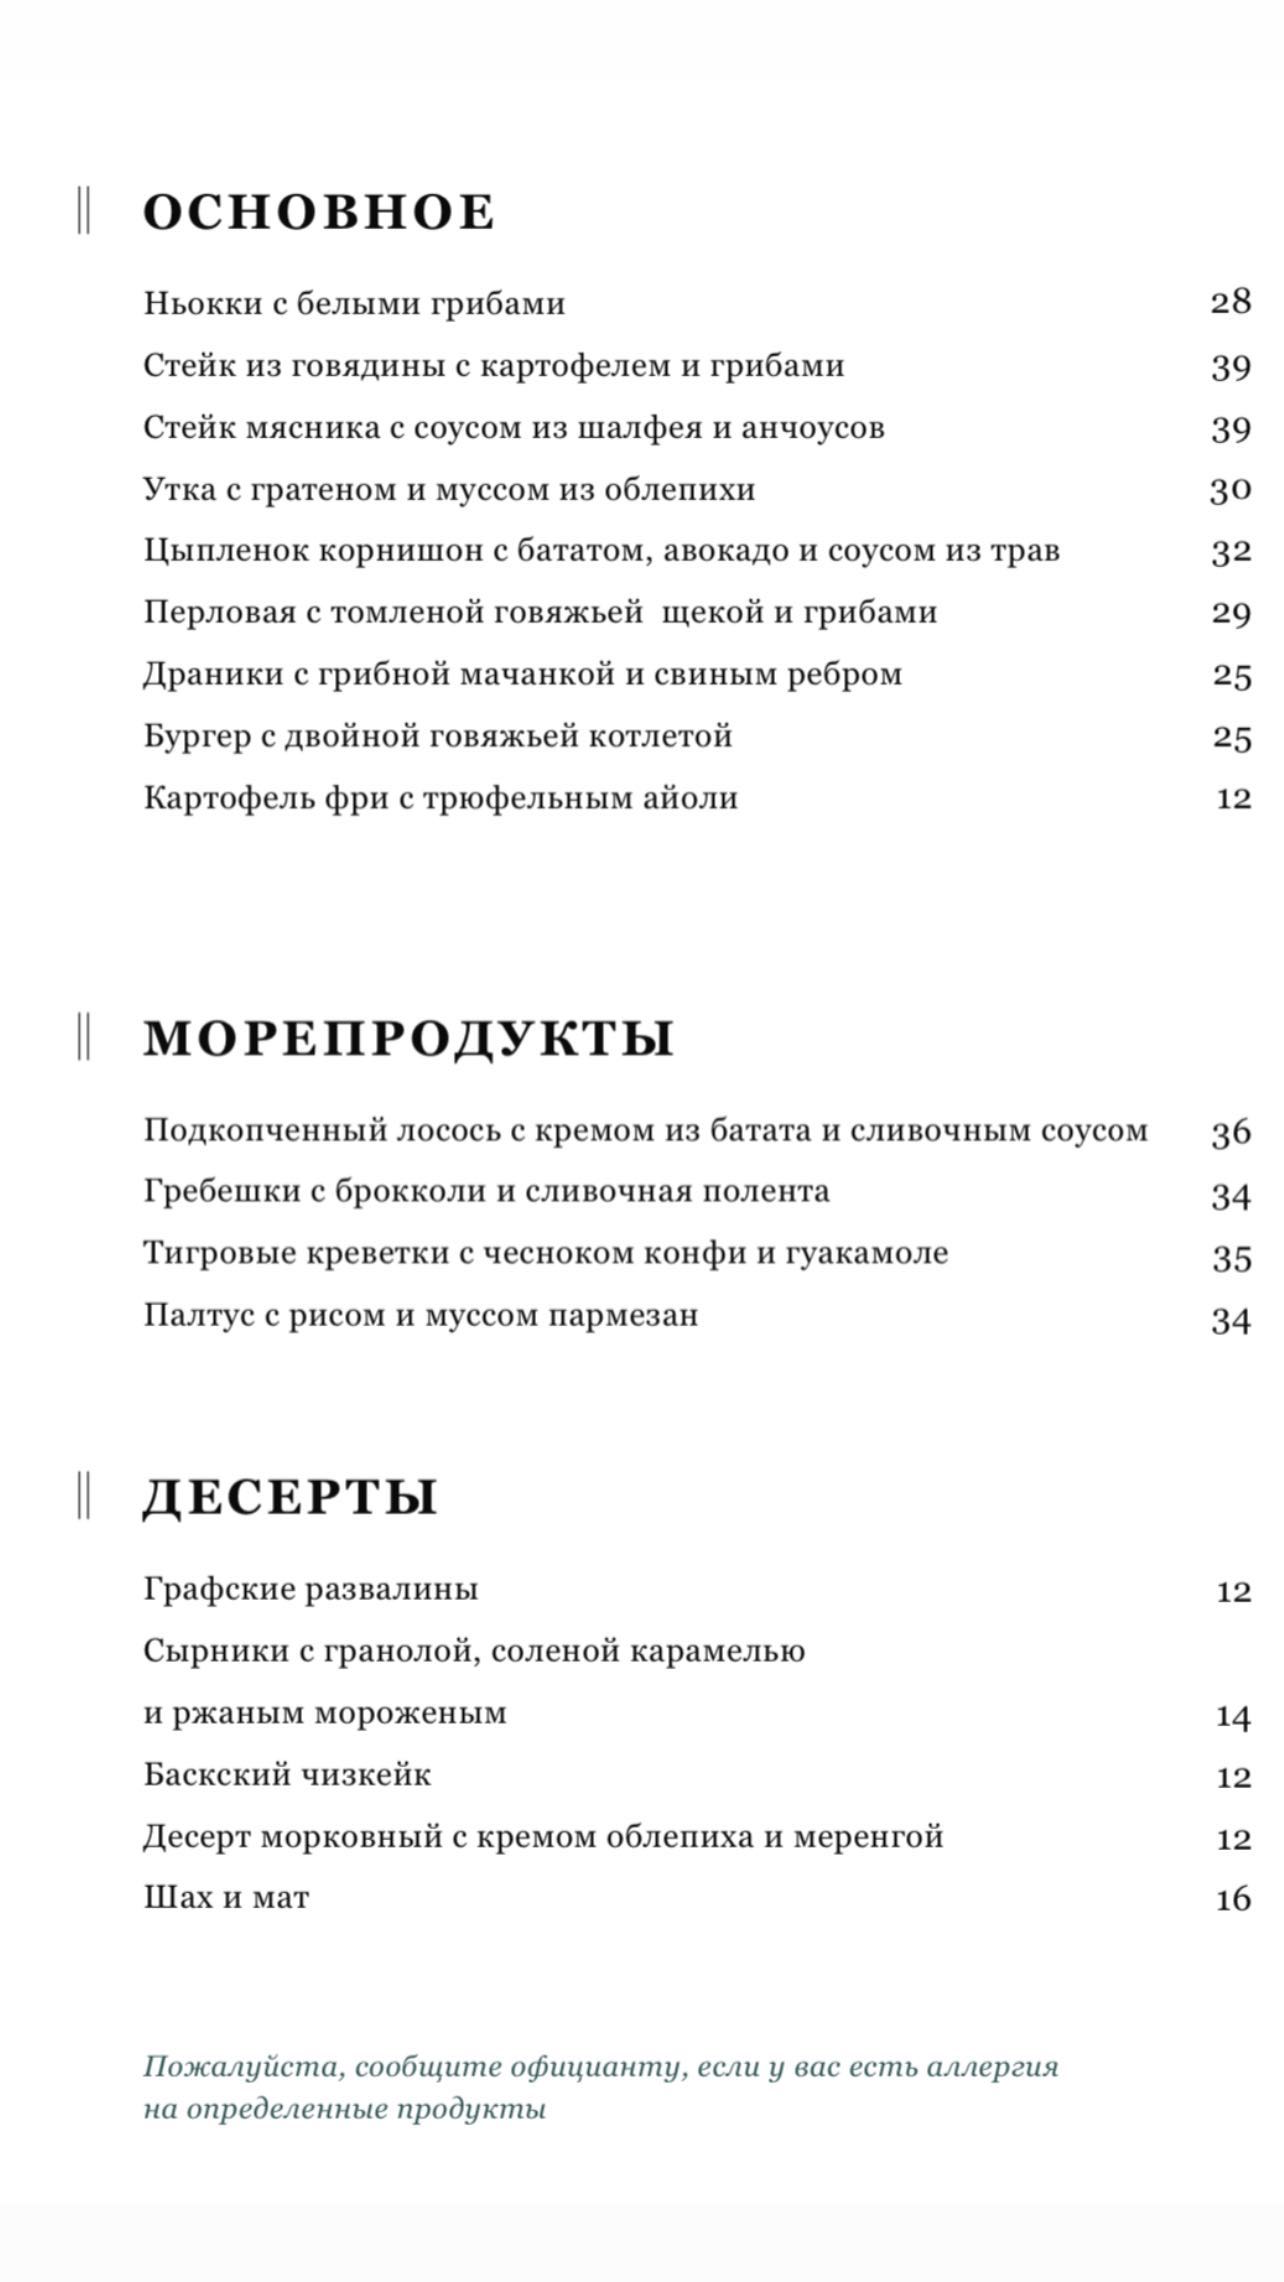 ОСНОВНОЕ
Ньокки с белыми грибами 28
Стейк из говядины с картофелем и грибами 39
Стейк мясника с соусом из шалфея и анчоусов 39
Утка с гратеном и муссом из облепихи 30
Цыпленок корнишон с бататом, авокадо и соусом из трав 32
Перловая с томленой говяжьей щекой и грибами 29
Драники с грибной мачанкой и свиным ребром 25
Бургер с двойной говяжьей котлетой 25
Картофель фри с трюфельным айоли 12
МОРЕПРОДУКТЫ
Подкопченный лосось с кремом из батата и сливочным соусом 36
Гребешки с брокколи и сливочная полента 34
Тигровые креветки с чесноком конфи и гуакамоле 35
Палтус с рисом и муссом пармезан 34
ДЕСЕРТЫ
Графские развалины 12
Сырники с гранолой, соленой карамелью
и ржаным мороженым 14
Баскский чизкейк 12
Десерт морковный с кремом облепиха и меренгой 12
Шах и мат 16
Пожалуйста, сообщите официанту, если у вас есть аллергия
на определенные продукты